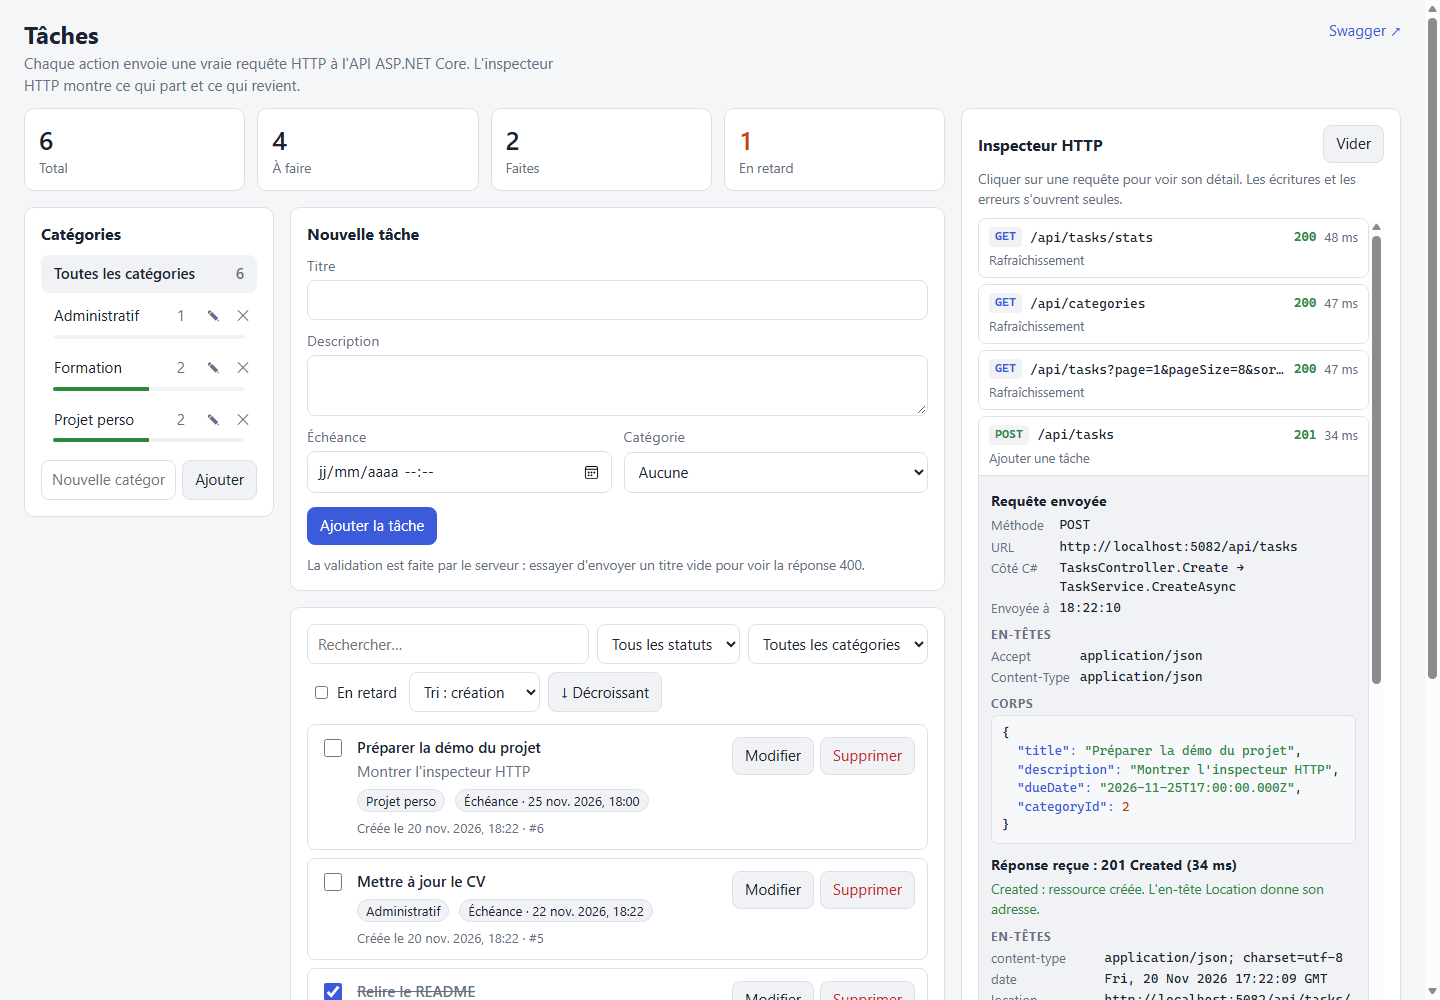 Tâches
Swagger ↗
Chaque action envoie une vraie requête HTTP à l'API ASP.NET Core. L'inspecteur
HTTP montre ce qui part et ce qui revient.
6
Total
4
À faire
2
Faites
1
En retard
Catégories
Toutes les catégories 6
Administratif 1
Formation 2
Projet perso 2
Nouvelle catégor
Ajouter
Nouvelle tâche
Titre
Description
Échéance
Catégorie
jj/mm/aaaa --:--
Aucune
Ajouter la tâche
La validation est faite par le serveur : essayer d'envoyer un titre vide pour voir la réponse 400.
Rechercher...
Tous les statuts
Toutes les catégories
En retard
Tri : création
↓ Décroissant
Préparer la démo du projet
Montrer l'inspecteur HTTP
Projet perso
Échéance · 25 nov. 2026, 18:00
Créée le 20 nov. 2026, 18:22 · #6
Modifier
Supprimer
Mettre à jour le CV
Administratif
Échéance · 22 nov. 2026, 18:22
Créée le 20 nov. 2026, 18:22 · #5
Modifier
Supprimer
Relire le README
Modifier
Supprimer
Inspecteur HTTP
Vider
Cliquer sur une requête pour voir son détail. Les écritures et les
erreurs s'ouvrent seules.
GET /api/tasks/stats 200 48 ms
Rafraîchissement
GET /api/categories 200 47 ms
Rafraîchissement
GET /api/tasks?page=1&pageSize=8&sor… 200 47 ms
Rafraîchissement
POST /api/tasks 201 34 ms
Ajouter une tâche
Requête envoyée
Méthode POST
URL http://localhost:5082/api/tasks
Côté C# TasksController.Create →
TaskService.CreateAsync
Envoyée à 18:22:10
EN-TÊTES
Accept application/json
Content-Type application/json
CORPS
{
"title": "Préparer la démo du projet",
"description": "Montrer l'inspecteur HTTP",
"dueDate": "2026-11-25T17:00:00.000Z",
"categoryId": 2
}
Réponse reçue : 201 Created (34 ms)
Created : ressource créée. L'en-tête Location donne son
adresse.
EN-TÊTES
content-type application/json; charset=utf-8
date Fri, 20 Nov 2026 17:22:09 GMT
location http://localhost:5082/api/tasks/